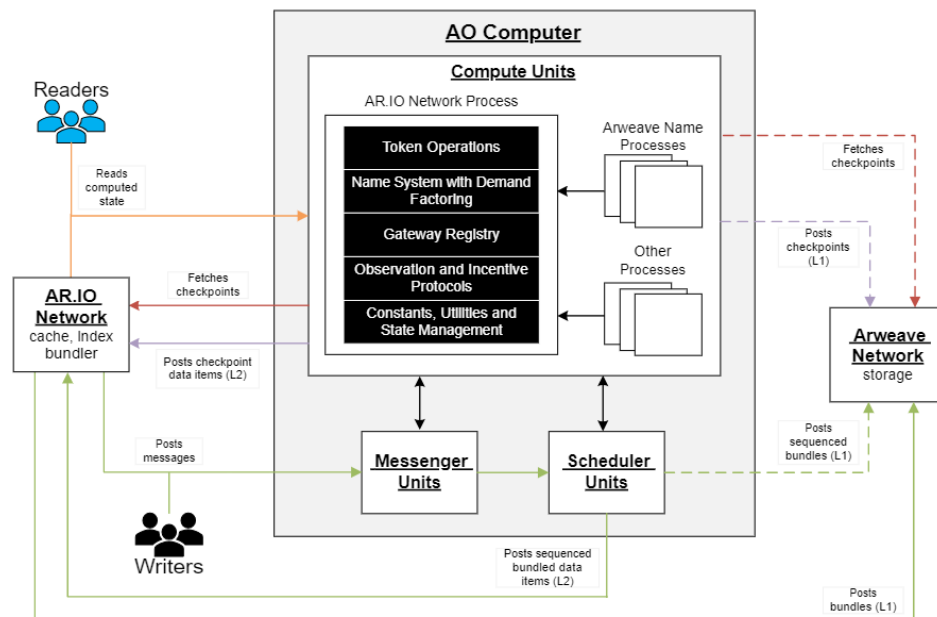 AO Computer
Compute Units
Readers
AR.IO Network Process
Token Operations
Name System with Demand
Factoring
Gateway Registry
Observation and Incentive
Protocols
Constants, Utilities and
State Management
Arweave Name
Processes
Other
Processes
Reads
computed
state
Fetches
checkpoints
Posts checkpoint
data items (L2)
AR.IO
Network
cache, Index
bundler
Fetches
checkpoints
Posts
checkpoints
(L1)
Arweave
Network
storage
Posts
messages
Messenger
Units
Scheduler
Units
Posts
sequenced
bundles (L1)
Writers
Posts sequenced
bundled data
items (L2)
Posts
bundles (L1)